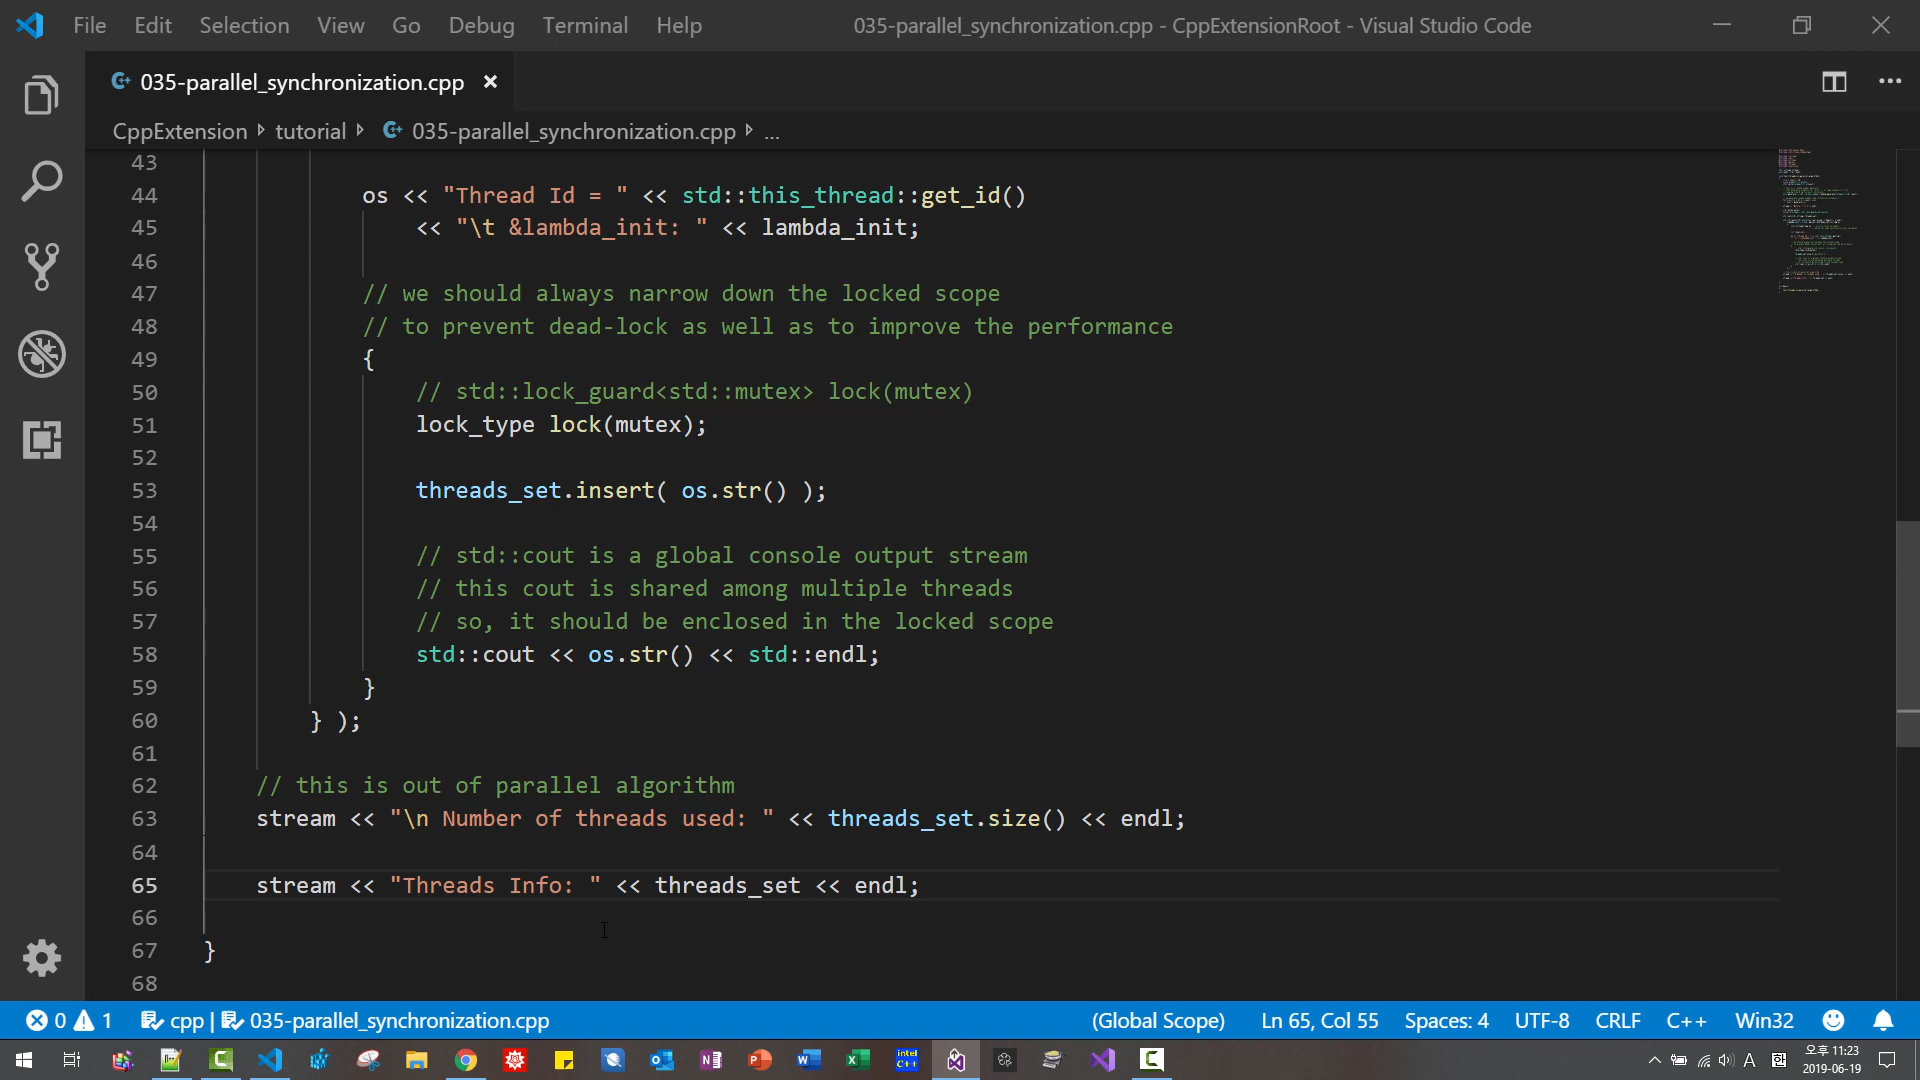 File Edit Selection View Go Debug Terminal Help 035-parallel_synchronization.cpp - CppExtensionRoot - Visual Studio Code
035-parallel_synchronization.cpp
CppExtension tutorial 035-parallel_synchronization.cpp ...
43
44 os << "Thread Id = " << std::this_thread::get_id()
45 << "\t &lambda_init: " << lambda_init;
46
47 // we should always narrow down the locked scope
48 // to prevent dead-lock as well as to improve the performance
49 {
50 // std::lock_guard<std::mutex> lock(mutex)
51 lock_type lock(mutex);
52
53 threads_set.insert( os.str() );
54
55 // std::cout is a global console output stream
56 // this cout is shared among multiple threads
57 // so, it should be enclosed in the locked scope
58 std::cout << os.str() << std::endl;
59 }
60 } );
61
62 // this is out of parallel algorithm
63 stream << "\n Number of threads used: " << threads_set.size() << endl;
64
65 stream << "Threads Info: " << threads_set << endl;
66
67 }
68
0 1 cpp | 035-parallel_synchronization.cpp (Global Scope) Ln 65, Col 55 Spaces: 4 UTF-8 CRLF C++ Win32
intel C++ A 오후 11:23
2019-06-19